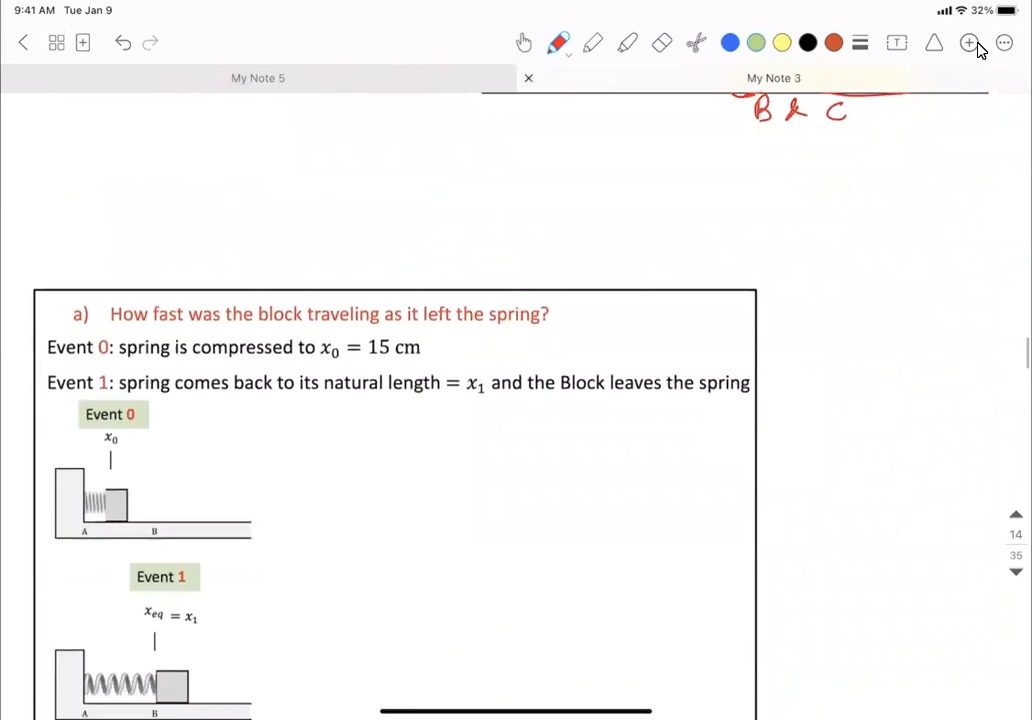 9:41 AM Tue Jan 9
32%
T
My Note 5
My Note 3
B & C
a) How fast was the block traveling as it left the spring?
Event 0: spring is compressed to x₀ = 15 cm
Event 1: spring comes back to its natural length = x₁ and the Block leaves the spring
Event 0
x₀
A B
Event 1
x_eq = x₁
A B
14
35